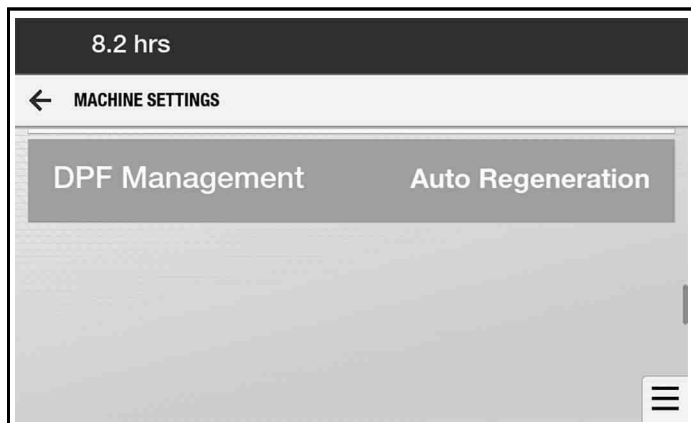 8.2 hrs
MACHINE SETTINGS
DPF Management Auto Regeneration